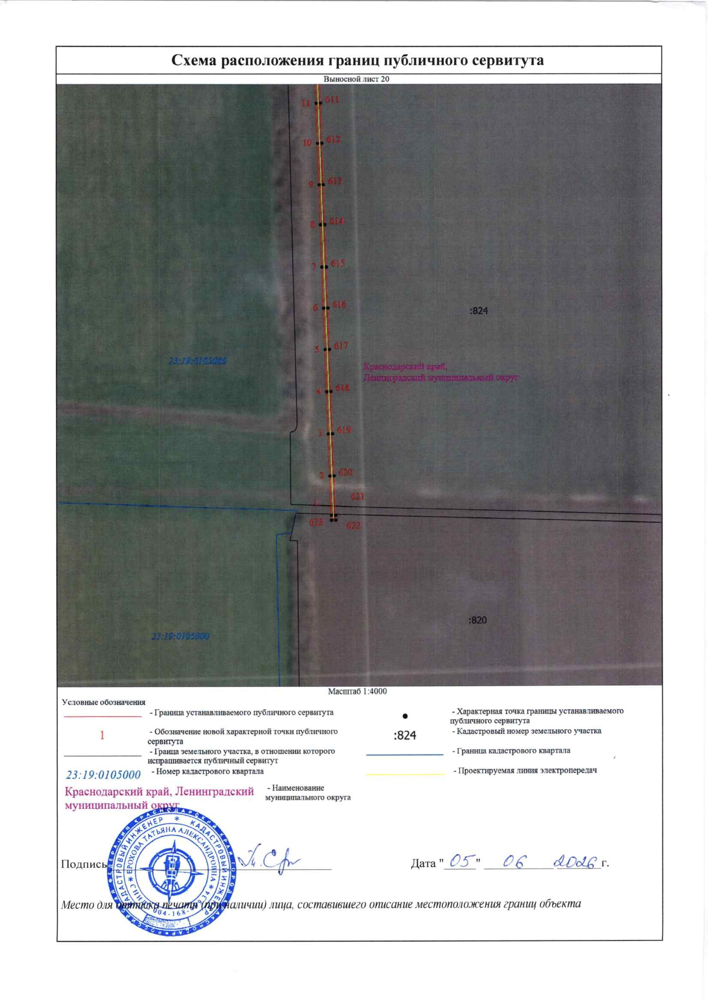 Схема расположения границ публичного сервитута
Выносной лист 20
11 611
10 612
9 613
8 614
7 615
6 616
:824
5 617
23:19:0105000
Краснодарский край,
Ленинградский муниципальный округ
4 618
3 619
2 620
1 621
623 622
:820
23:19:0105000
Масштаб 1:4000
Условные обозначения
- Граница устанавливаемого публичного сервитута
- Характерная точка границы устанавливаемого
публичного сервитута
1 - Обозначение новой характерной точки публичного
сервитута
:824 - Кадастровый номер земельного участка
- Граица земельного участка, в отношении которого
испрашивается публичный сервитут
- Граница кадастрового квартала
23:19:0105000 - Номер кадастрового квартала
- Проектируемая линия электропередач
Краснодарский край, Ленинградский
муниципальный округ
- Наименование
муниципального округа
КАДАСТРОВЫЙ ИНЖЕНЕР * КАДАСТРОВЫЙ ИНЖЕНЕР
ЕРОХОВА ТАТЬЯНА АЛЕКСАНДРОВНА * СНИЛС
Подпись
Дата "05" 06 2026 г.
Место для оттиска печати (при наличии) лица, составившего описание местоположения границ объекта